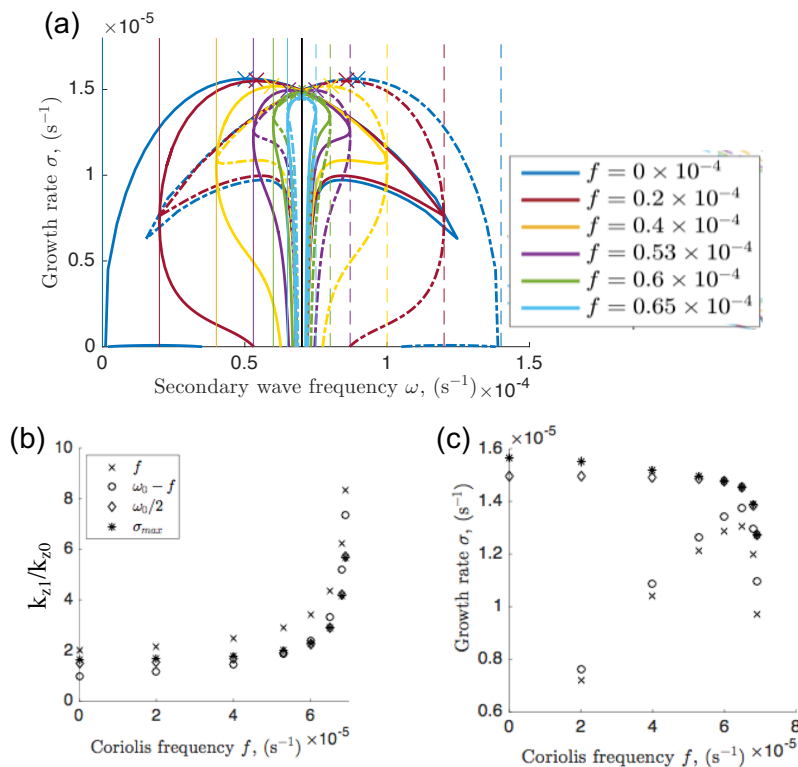 (a)
×10⁻⁵
Growth rate σ, (s⁻¹)
1.5
1
0.5
0
0.5
1
1.5
Secondary wave frequency ω, (s⁻¹) ×10⁻⁴
f = 0 × 10⁻⁴
f = 0.2 × 10⁻⁴
f = 0.4 × 10⁻⁴
f = 0.53 × 10⁻⁴
f = 0.6 × 10⁻⁴
f = 0.65 × 10⁻⁴
(b)
k_z1/k_z0
10
8
6
4
2
0
f
ω₀ − f
ω₀/2
σ_max
0
2
4
6
Coriolis frequency f, (s⁻¹) ×10⁻⁵
(c)
×10⁻⁵
Growth rate σ, (s⁻¹)
1.6
1.4
1.2
1
0.8
0.6
0
2
4
6
8
Coriolis frequency f, (s⁻¹) ×10⁻⁵